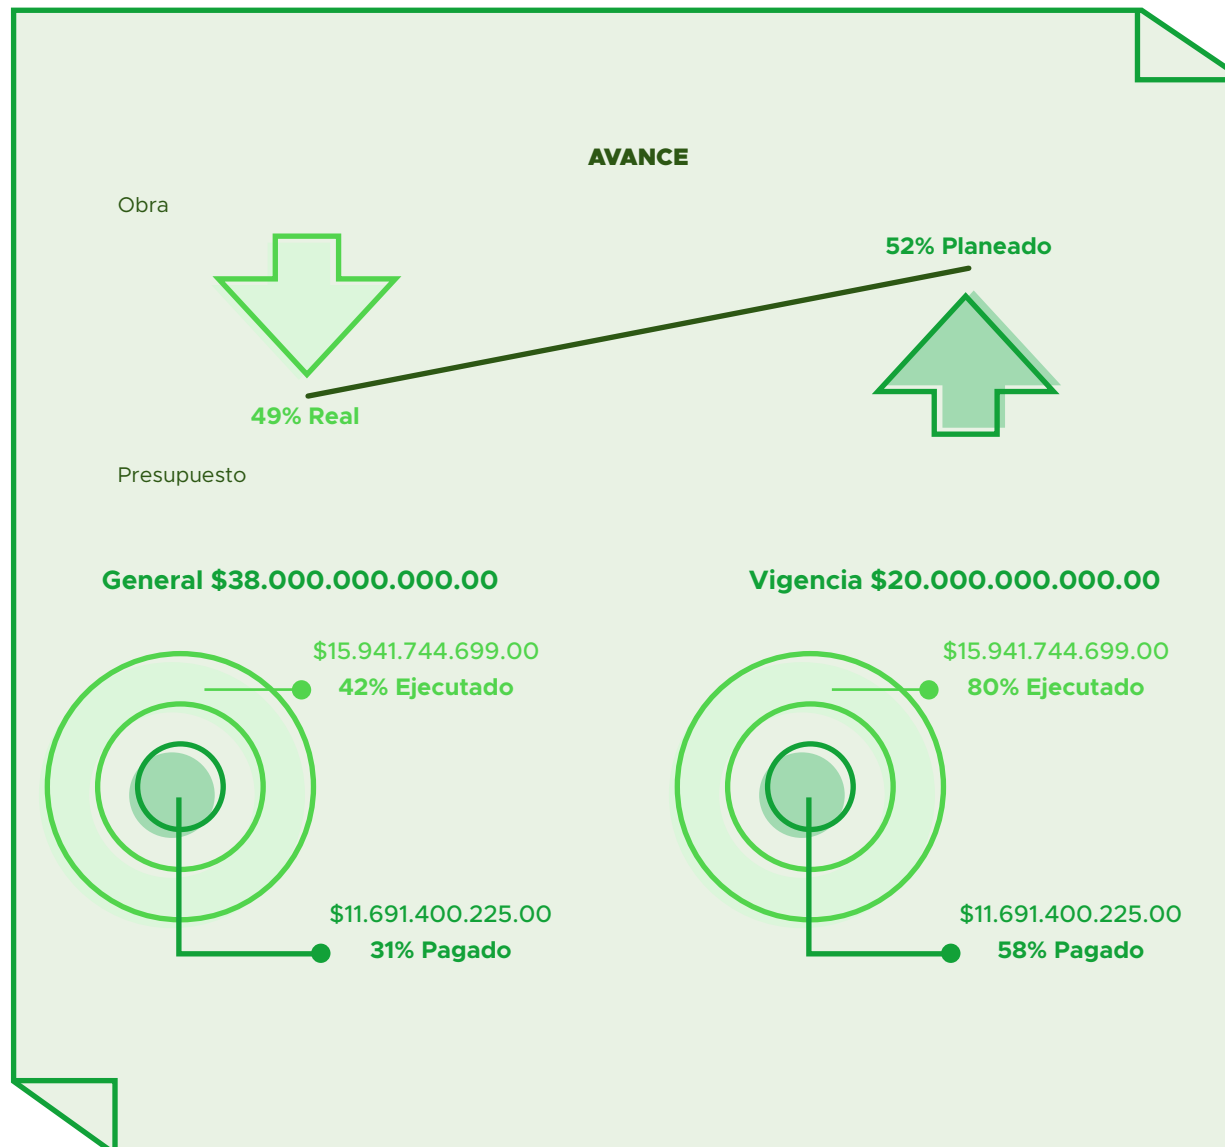 AVANCE
Obra
52% Planeado
49% Real
Presupuesto
General $38.000.000.000.00
Vigencia $20.000.000.000.00
$15.941.744.699.00
42% Ejecutado
$15.941.744.699.00
80% Ejecutado
$11.691.400.225.00
31% Pagado
$11.691.400.225.00
58% Pagado